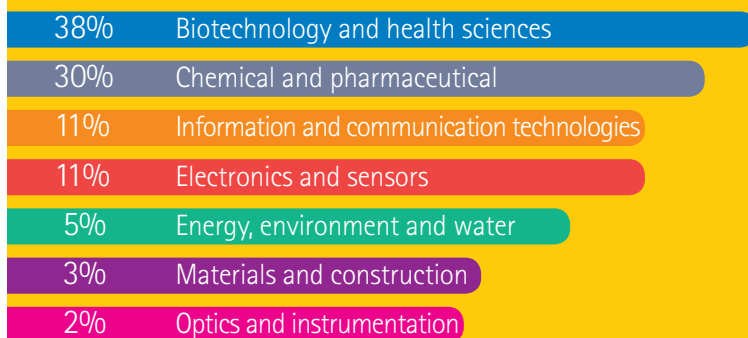 38% Biotechnology and health sciences
30% Chemical and pharmaceutical
11% Information and communication technologies
11% Electronics and sensors
5% Energy, environment and water
3% Materials and construction
2% Optics and instrumentation